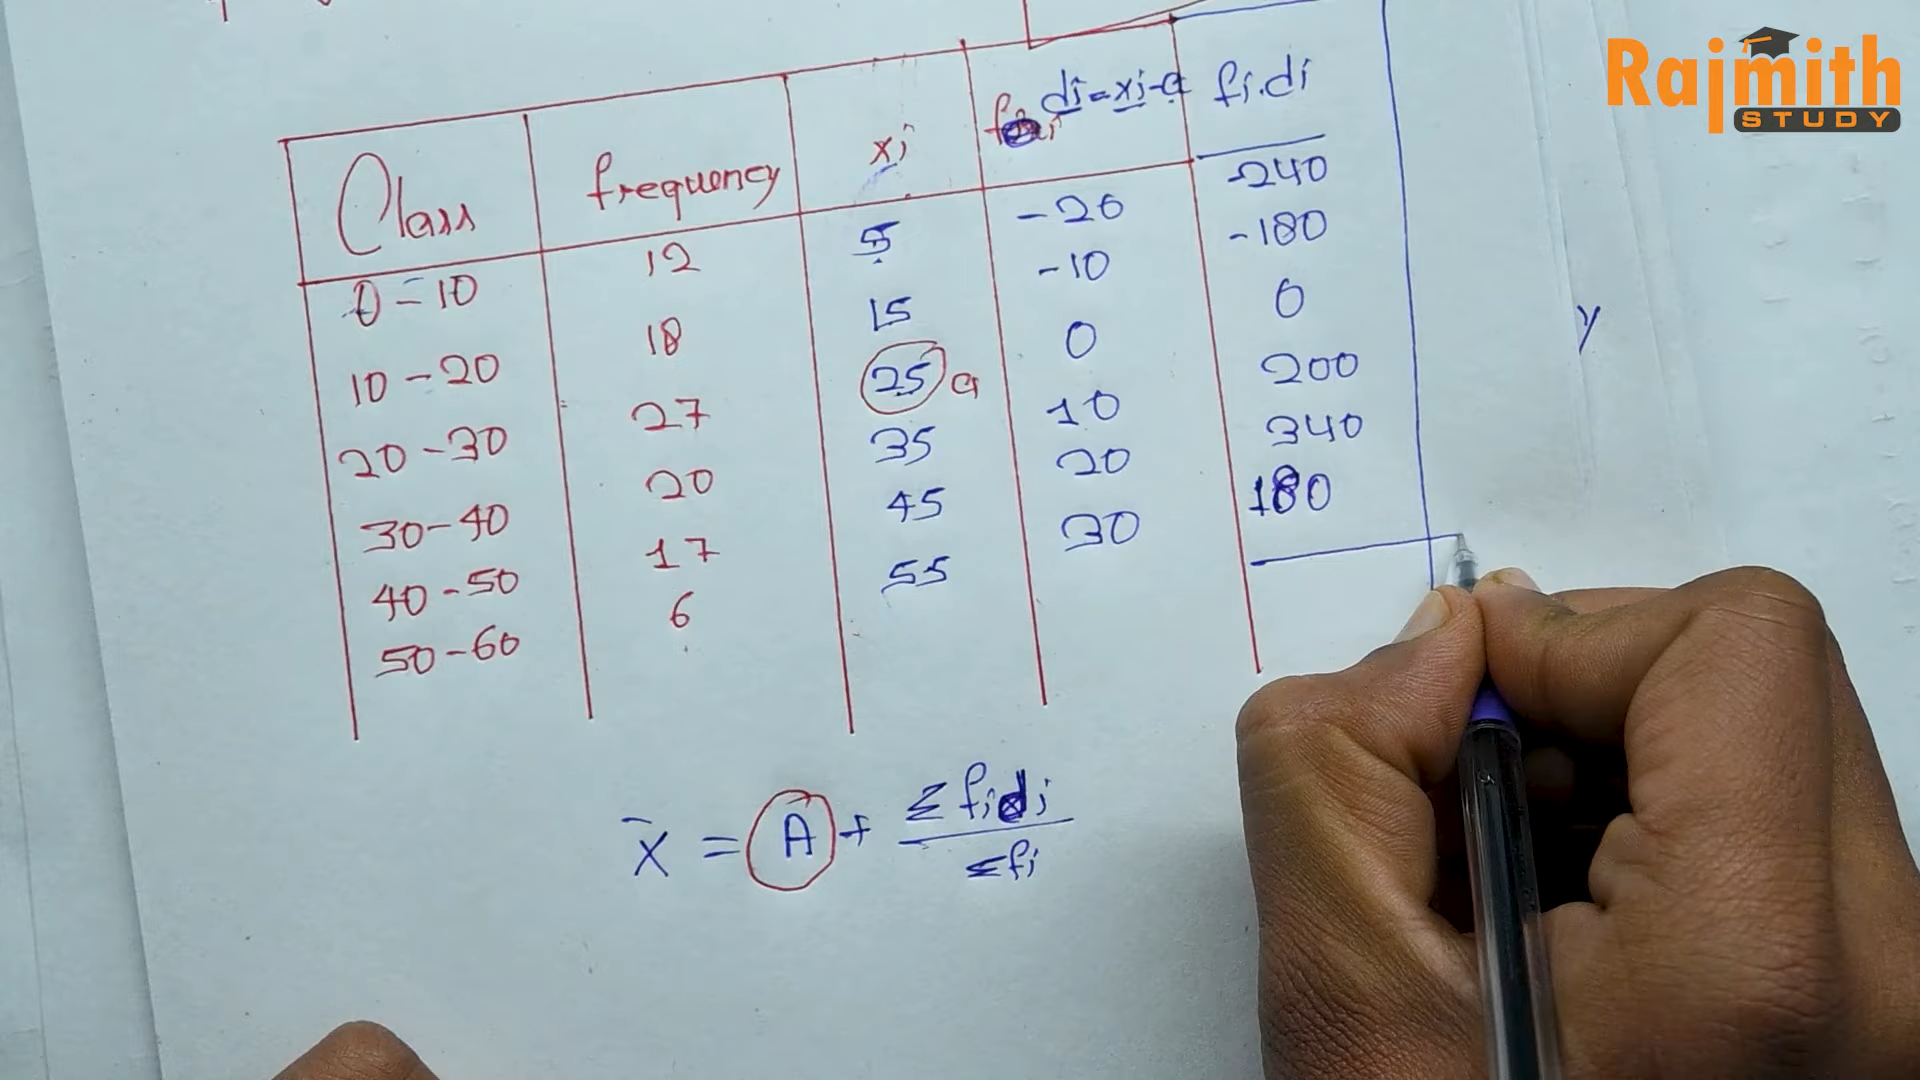 Rajmith
STUDY
Class frequency xi di=xi-a fi.di
0=10 12 5 -20 -240
10-20 18 15 -10 -180
20-30 27 25 a 0 0
30-40 20 35 10 200
40-50 17 45 20 340
50-60 6 55 30 180
y
x̄ = A + Σfidi
Σfi